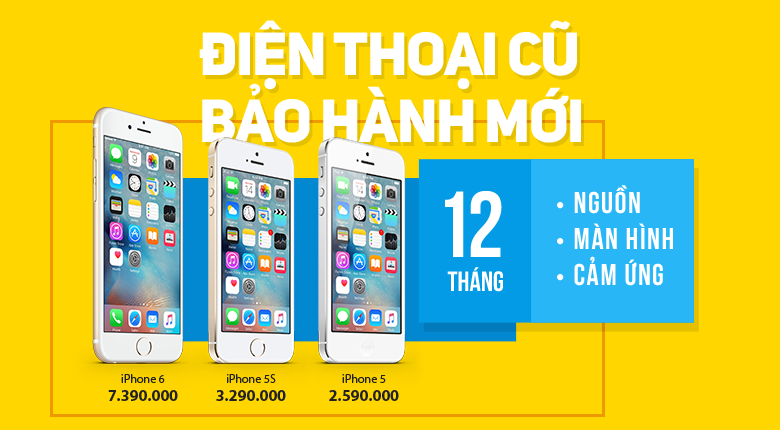 ĐIỆN THOẠI CŨ
BẢO HÀNH MỚI
12
THÁNG
• NGUỒN
• MÀN HÌNH
• CẢM ỨNG
iPhone 6
7.390.000
iPhone 5S
3.290.000
iPhone 5
2.590.000